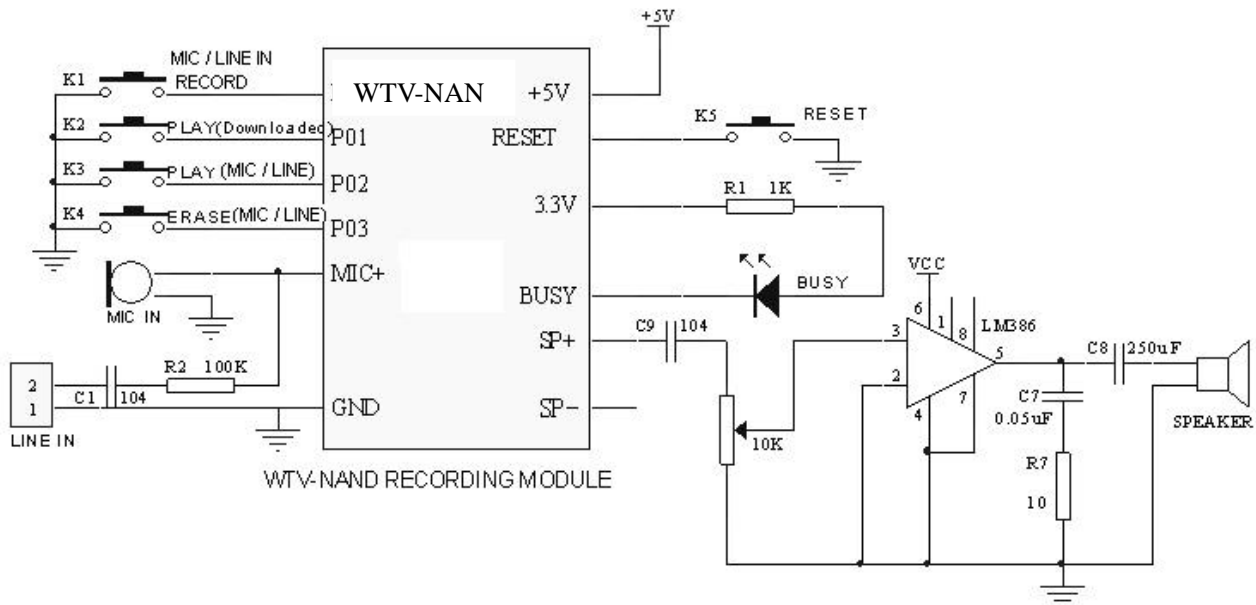 +5V
MIC / LINE IN
K1
RECORD
WTV-NAN
+5V
K2
PLAY(Downloaded)
P01
RESET
K5
RESET
K3
PLAY (MIC / LINE)
P02
K4
ERASE(MIC / LINE)
P03
3.3V
R1 1K
MIC+
MIC IN
BUSY
BUSY
VCC
6
1
8
LM386
SP+
C9 104
3
5
2
7
4
C8 250uF
R2 100K
C1 104
2
1
LINE IN
GND
SP-
10K
C7
0.05uF
SPEAKER
R7
10
WTV-NAND RECORDING MODULE